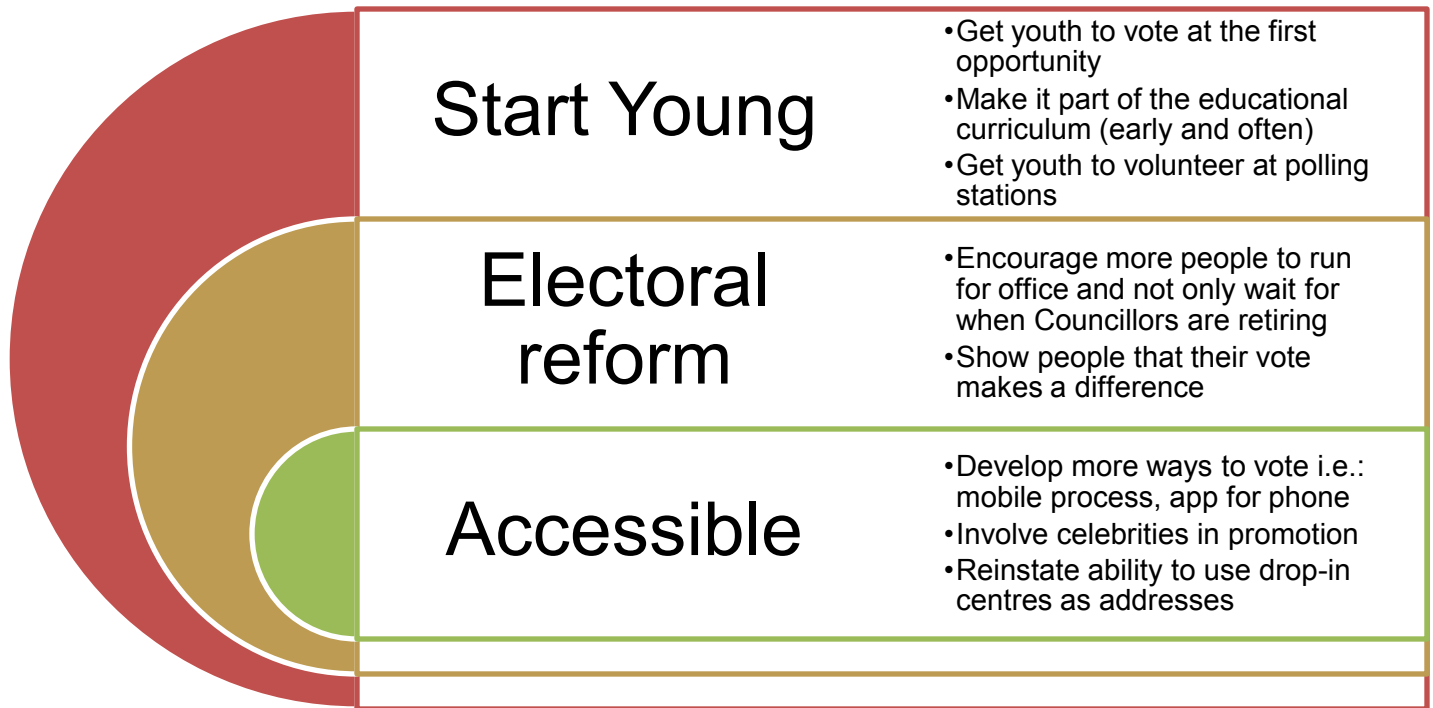 Start Young
•Get youth to vote at the first
opportunity
•Make it part of the educational
curriculum (early and often)
•Get youth to volunteer at polling
stations
Electoral
reform
•Encourage more people to run
for office and not only wait for
when Councillors are retiring
•Show people that their vote
makes a difference
Accessible
•Develop more ways to vote i.e.:
mobile process, app for phone
•Involve celebrities in promotion
•Reinstate ability to use drop-in
centres as addresses